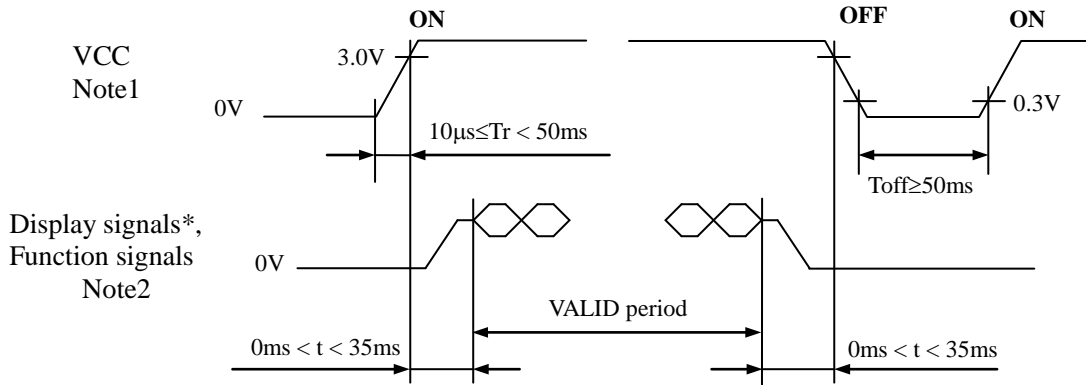 ON
OFF
ON
VCC
Note1
3.0V
0V
0.3V
10μs≤Tr < 50ms
Toff≥50ms
Display signals*,
Function signals
Note2
0V
VALID period
0ms < t < 35ms
0ms < t < 35ms